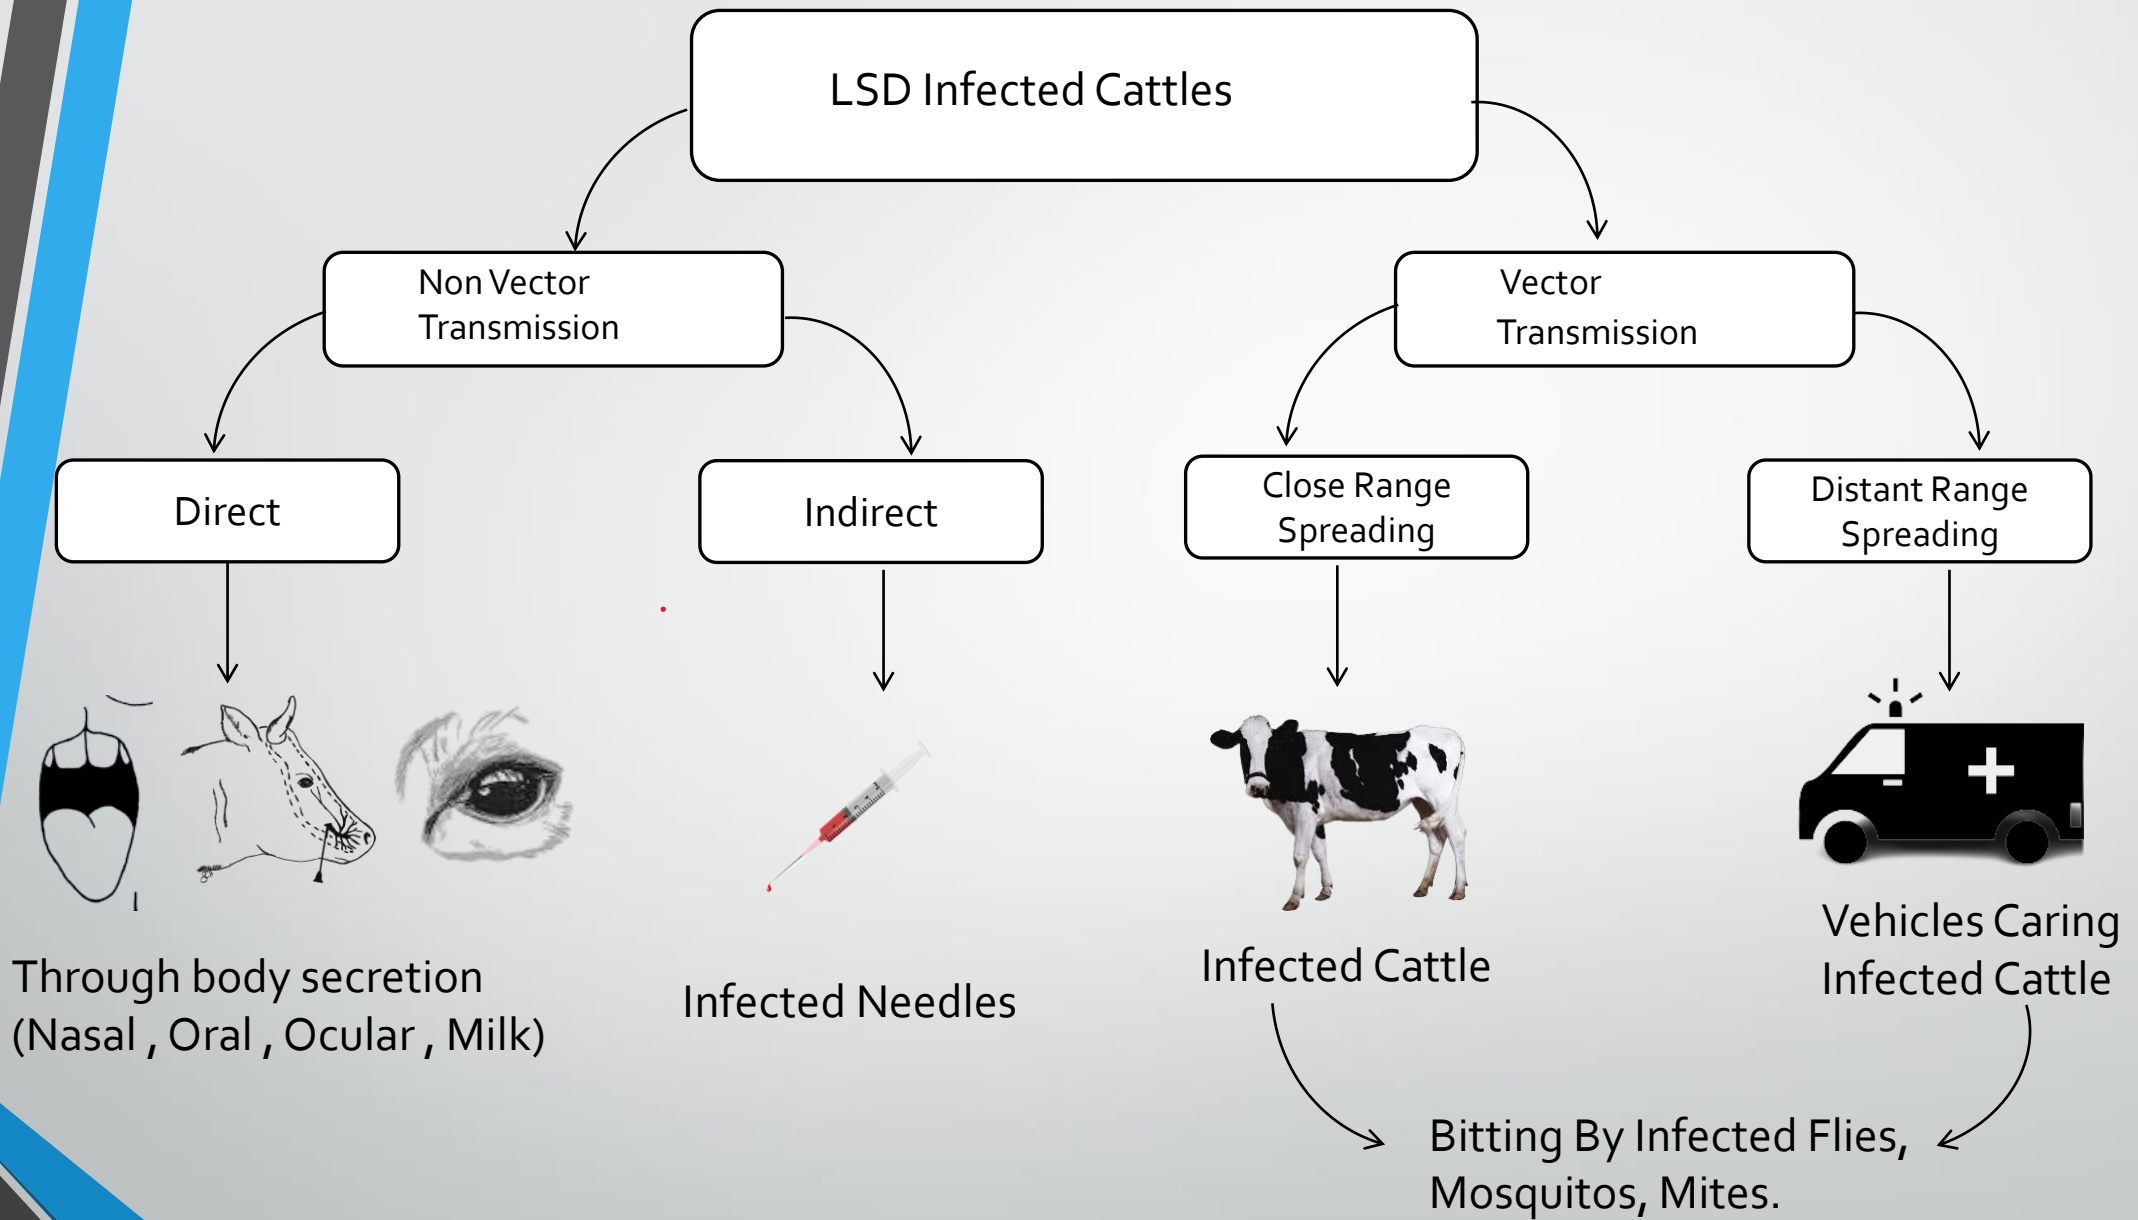 LSD Infected Cattles
Non Vector
Transmission
Vector
Transmission
Direct
Indirect
Close Range
Spreading
Distant Range
Spreading
Through body secretion
(Nasal , Oral , Ocular , Milk)
Infected Needles
Infected Cattle
Vehicles Caring
Infected Cattle
Bitting By Infected Flies,
Mosquitos, Mites.